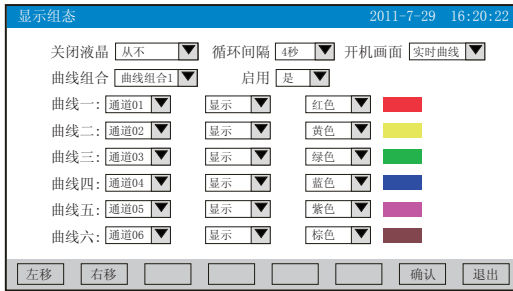 显示组态 2011-7-29 16:20:22
关闭液晶 从不 循环间隔 4秒 开机画面 实时曲线
曲线组合 曲线组合1 启用 是
曲线一: 通道01 显示 红色
曲线二: 通道02 显示 黄色
曲线三: 通道03 显示 绿色
曲线四: 通道04 显示 蓝色
曲线五: 通道05 显示 紫色
曲线六: 通道06 显示 棕色
左移 右移 确认 退出